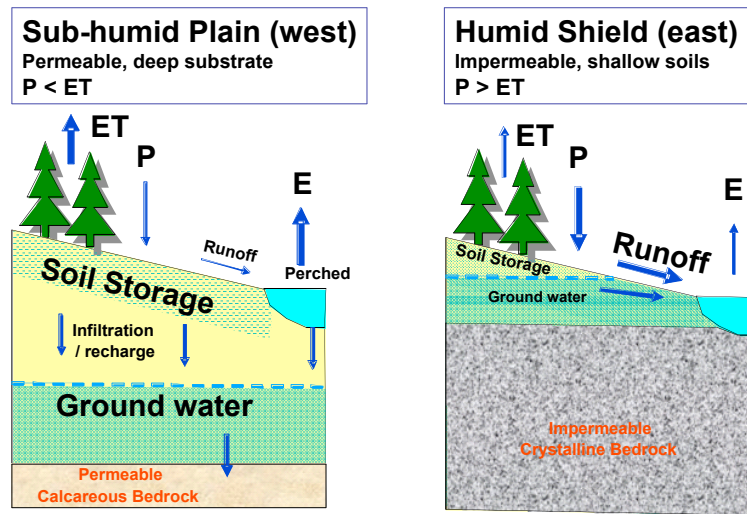 Sub-humid Plain (west)
Permeable, deep substrate
P < ET
ET
P
E
Runoff
Perched
Soil Storage
Infiltration
/ recharge
Ground water
Permeable
Calcareous Bedrock
Humid Shield (east)
Impermeable, shallow soils
P > ET
ET
P
E
Runoff
Soil Storage
Ground water
Impermeable
Crystalline Bedrock